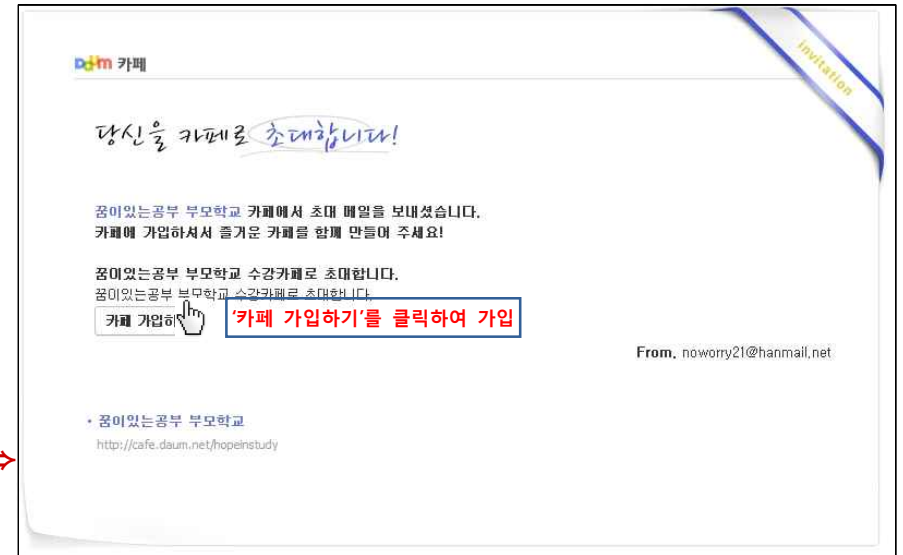 Daum 카페
invitation
당신을 카페로 초대합니다!
꿈이있는공부 부모학교 카페에서 초대 메일을 보내셨습니다.
카페에 가입하셔서 즐거운 카페를 함께 만들어 주세요!
꿈이있는공부 부모학교 수강카페로 초대합니다.
꿈이있는공부 부모학교 수강카페로 초대합니다.
카페 가입하
‘카페 가입하기’를 클릭하여 가입
From. noworry21@hanmail.net
• 꿈이있는공부 부모학교
http://cafe.daum.net/hopeinstudy